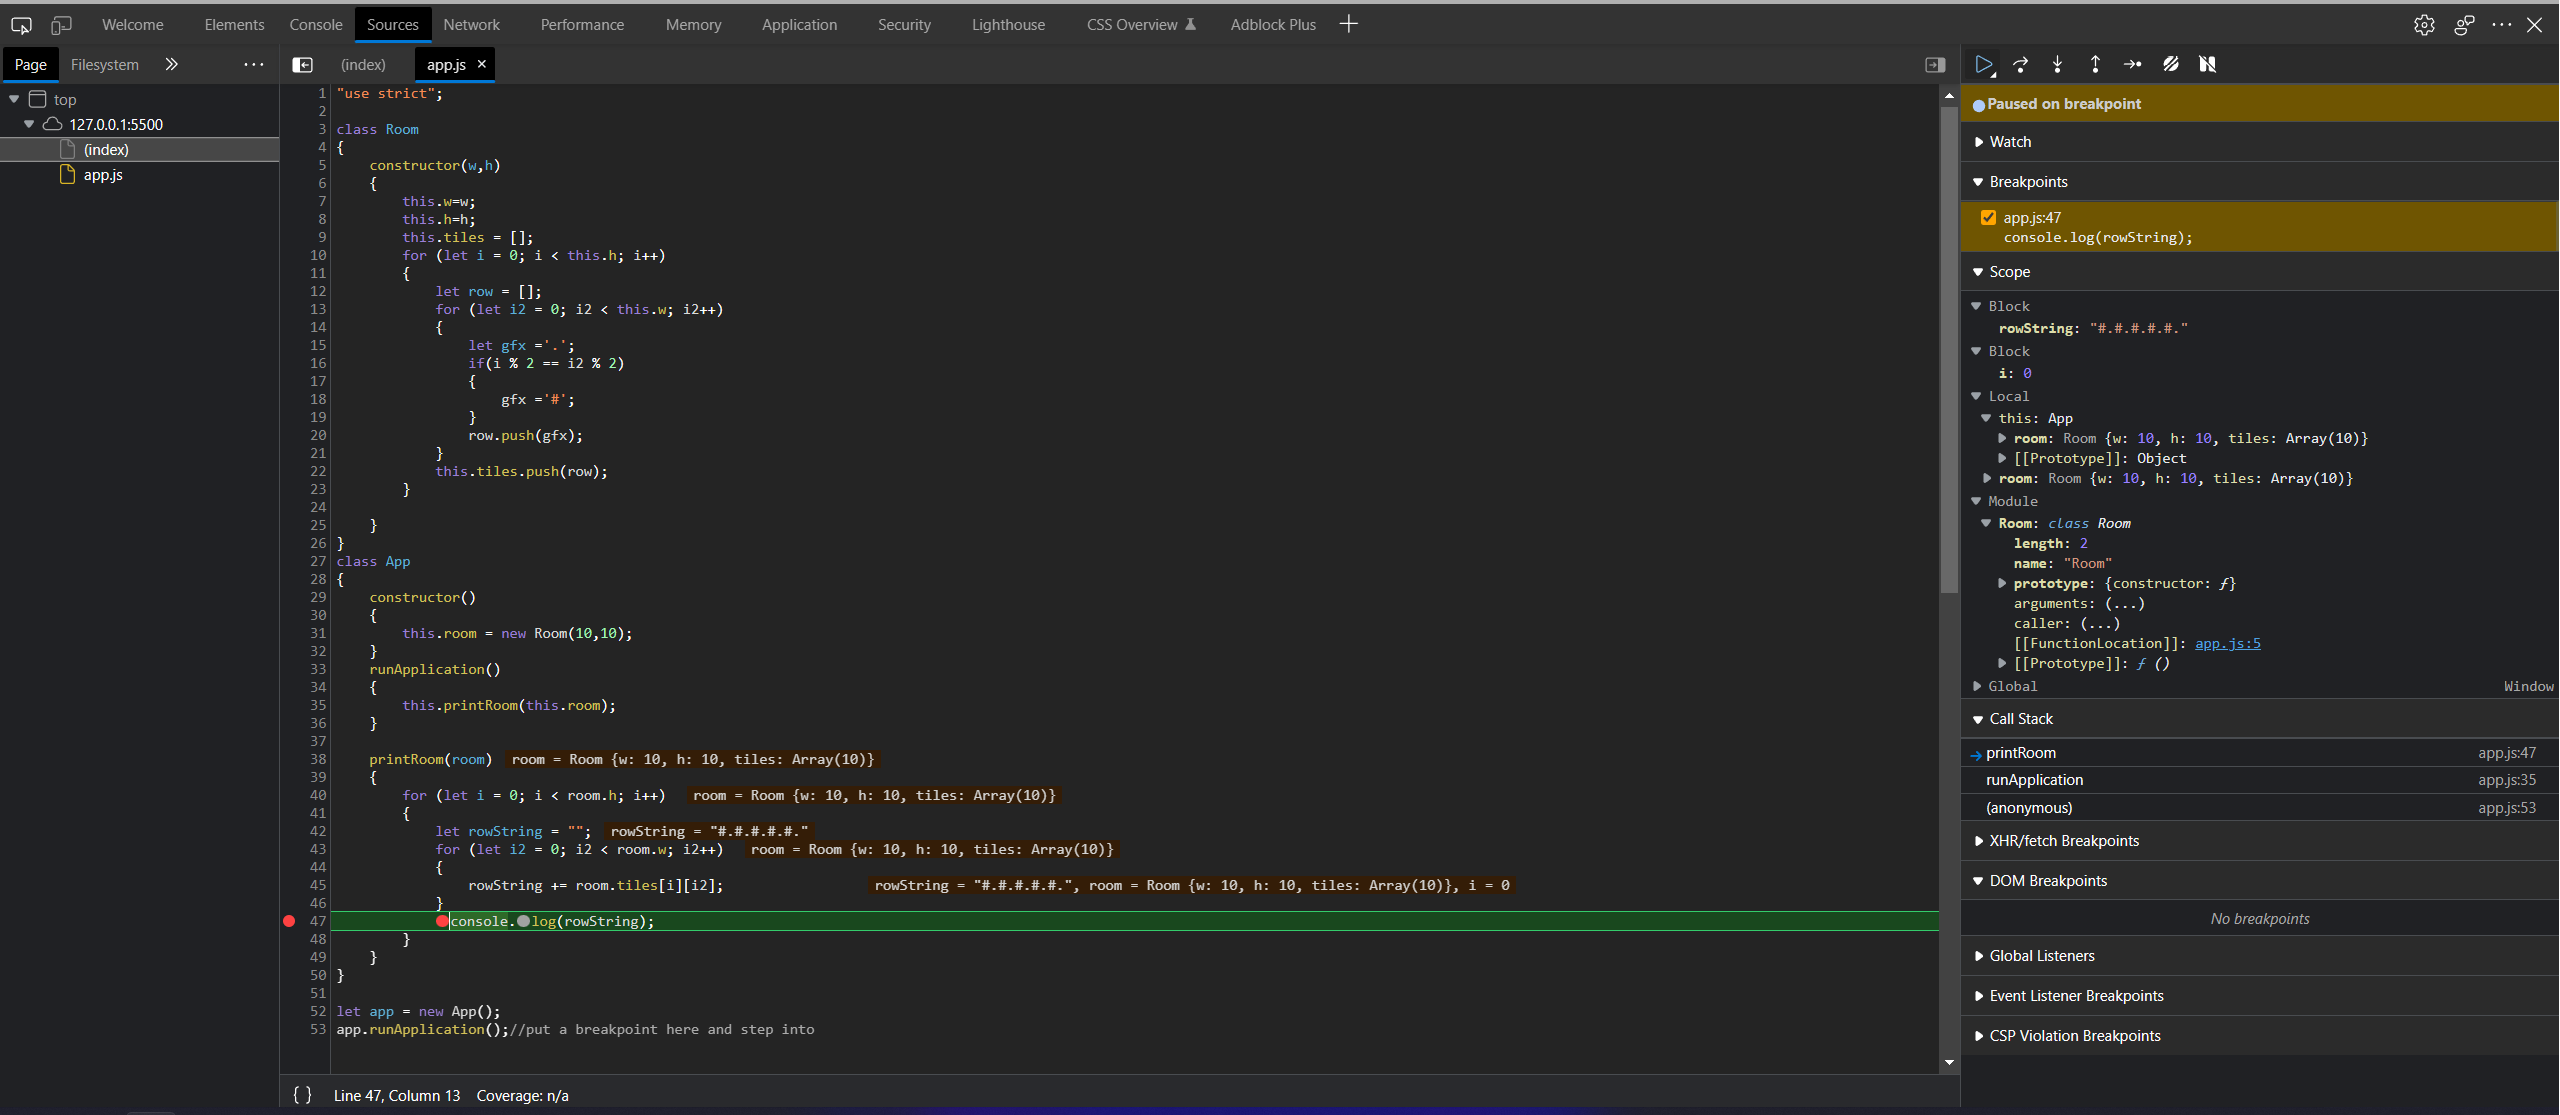 Welcome Elements Console Sources Network Performance Memory Application Security Lighthouse CSS Overview Adblock Plus
Page Filesystem
top
127.0.0.1:5500
(index)
app.js
(index) app.js
1 "use strict";
2
3 class Room
4 {
5 constructor(w,h)
6 {
7 this.w=w;
8 this.h=h;
9 this.tiles = [];
10 for (let i = 0; i < this.h; i++)
11 {
12 let row = [];
13 for (let i2 = 0; i2 < this.w; i2++)
14 {
15 let gfx ='.';
16 if(i % 2 == i2 % 2)
17 {
18 gfx ='#';
19 }
20 row.push(gfx);
21 }
22 this.tiles.push(row);
23 }
24
25 }
26 }
27 class App
28 {
29 constructor()
30 {
31 this.room = new Room(10,10);
32 }
33 runApplication()
34 {
35 this.printRoom(this.room);
36 }
37
38 printRoom(room) room = Room {w: 10, h: 10, tiles: Array(10)}
39 {
40 for (let i = 0; i < room.h; i++) room = Room {w: 10, h: 10, tiles: Array(10)}
41 {
42 let rowString = ""; rowString = "#.#.#.#.#."
43 for (let i2 = 0; i2 < room.w; i2++) room = Room {w: 10, h: 10, tiles: Array(10)}
44 {
45 rowString += room.tiles[i][i2]; rowString = "#.#.#.#.#.", room = Room {w: 10, h: 10, tiles: Array(10)}, i = 0
46 }
47 console.log(rowString);
48 }
49 }
50 }
51
52 let app = new App();
53 app.runApplication();//put a breakpoint here and step into
{ } Line 47, Column 13 Coverage: n/a
Paused on breakpoint
Watch
Breakpoints
app.js:47
console.log(rowString);
Scope
Block
rowString: "#.#.#.#.#."
Block
i: 0
Local
this: App
room: Room {w: 10, h: 10, tiles: Array(10)}
[[Prototype]]: Object
room: Room {w: 10, h: 10, tiles: Array(10)}
Module
Room: class Room
length: 2
name: "Room"
prototype: {constructor: ƒ}
arguments: (...)
caller: (...)
[[FunctionLocation]]: app.js:5
[[Prototype]]: ƒ ()
Global Window
Call Stack
printRoom app.js:47
runApplication app.js:35
(anonymous) app.js:53
XHR/fetch Breakpoints
DOM Breakpoints
No breakpoints
Global Listeners
Event Listener Breakpoints
CSP Violation Breakpoints